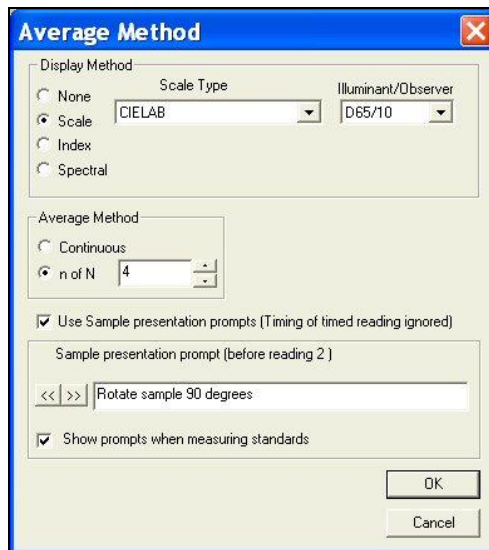 Average Method
Display Method
Scale Type
Illuminant/Observer
None
CIELAB
D65/10
Scale
Index
Spectral
Average Method
Continuous
n of N
4
Use Sample presentation prompts (Timing of timed reading ignored)
Sample presentation prompt (before reading 2 )
<< >> Rotate sample 90 degrees
Show prompts when measuring standards
OK
Cancel